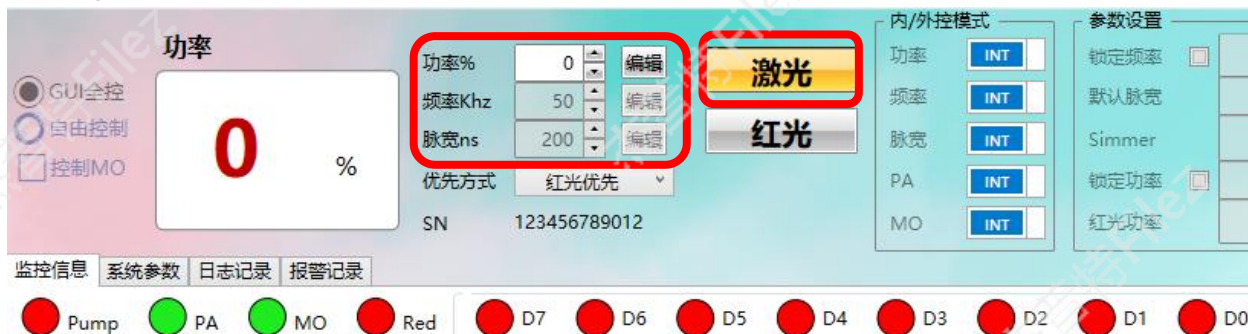 功率
GUI全控
自由控制
控制MO
0 %
功率% 0 编辑
频率Khz 50 编辑
脉宽ns 200 编辑
优先方式 红光优先
SN 123456789012
激光
红光
内/外控模式
功率 INT
频率 INT
脉宽 INT
PA INT
MO INT
参数设置
锁定频率
默认脉宽
Simmer
锁定功率
红光功率
监控信息 系统参数 日志记录 报警记录
Pump PA MO Red D7 D6 D5 D4 D3 D2 D1 D0